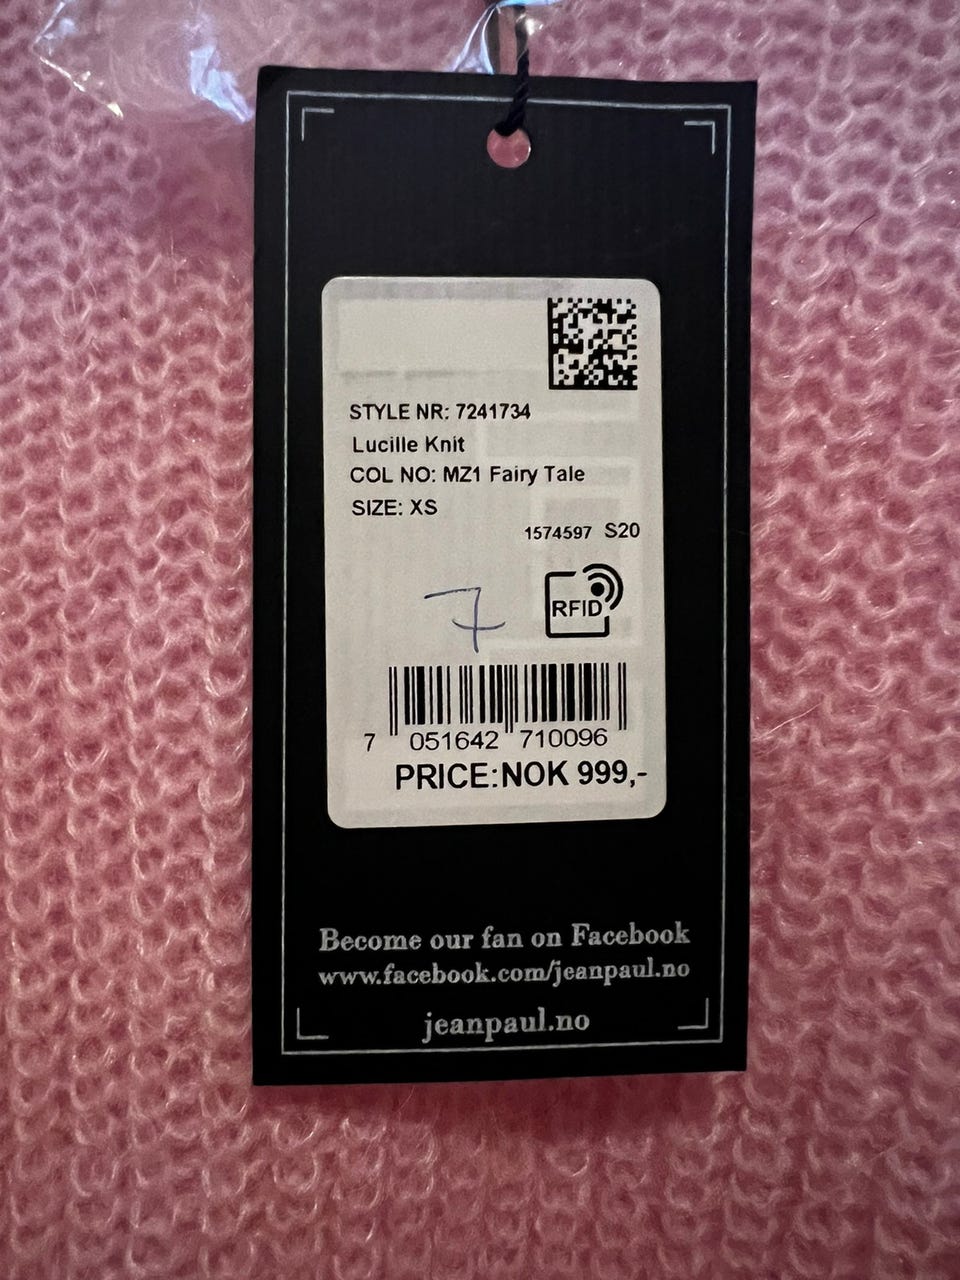 STYLE NR: 7241734
Lucille Knit
COL NO: MZ1 Fairy Tale
SIZE: XS
1574597 S20
7
RFID
7 051642 710096
PRICE:NOK 999,-
Become our fan on Facebook
www.facebook.com/jeanpaul.no
jeanpaul.no